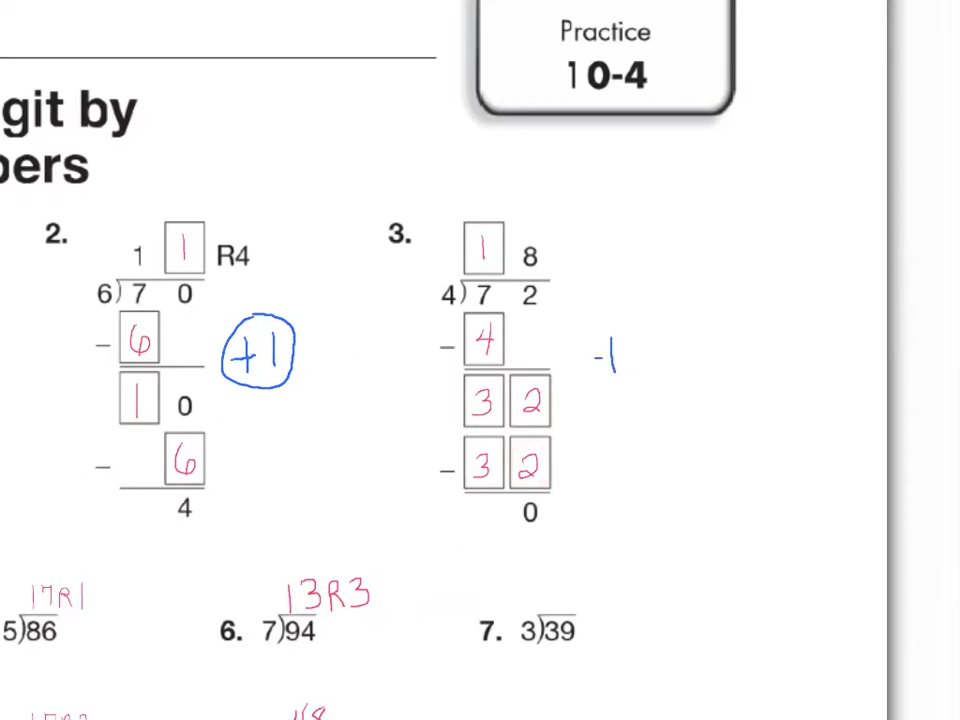 Practice
10-4
git by
bers
2. 3.
1 1 R4 1 8
6) 7 0 4) 7 2
- 6 +1 - 4 -1
1 0 3 2
- 6 - 3 2
4 0
17R1 13R3
5)86 6. 7)94 7. 3)39